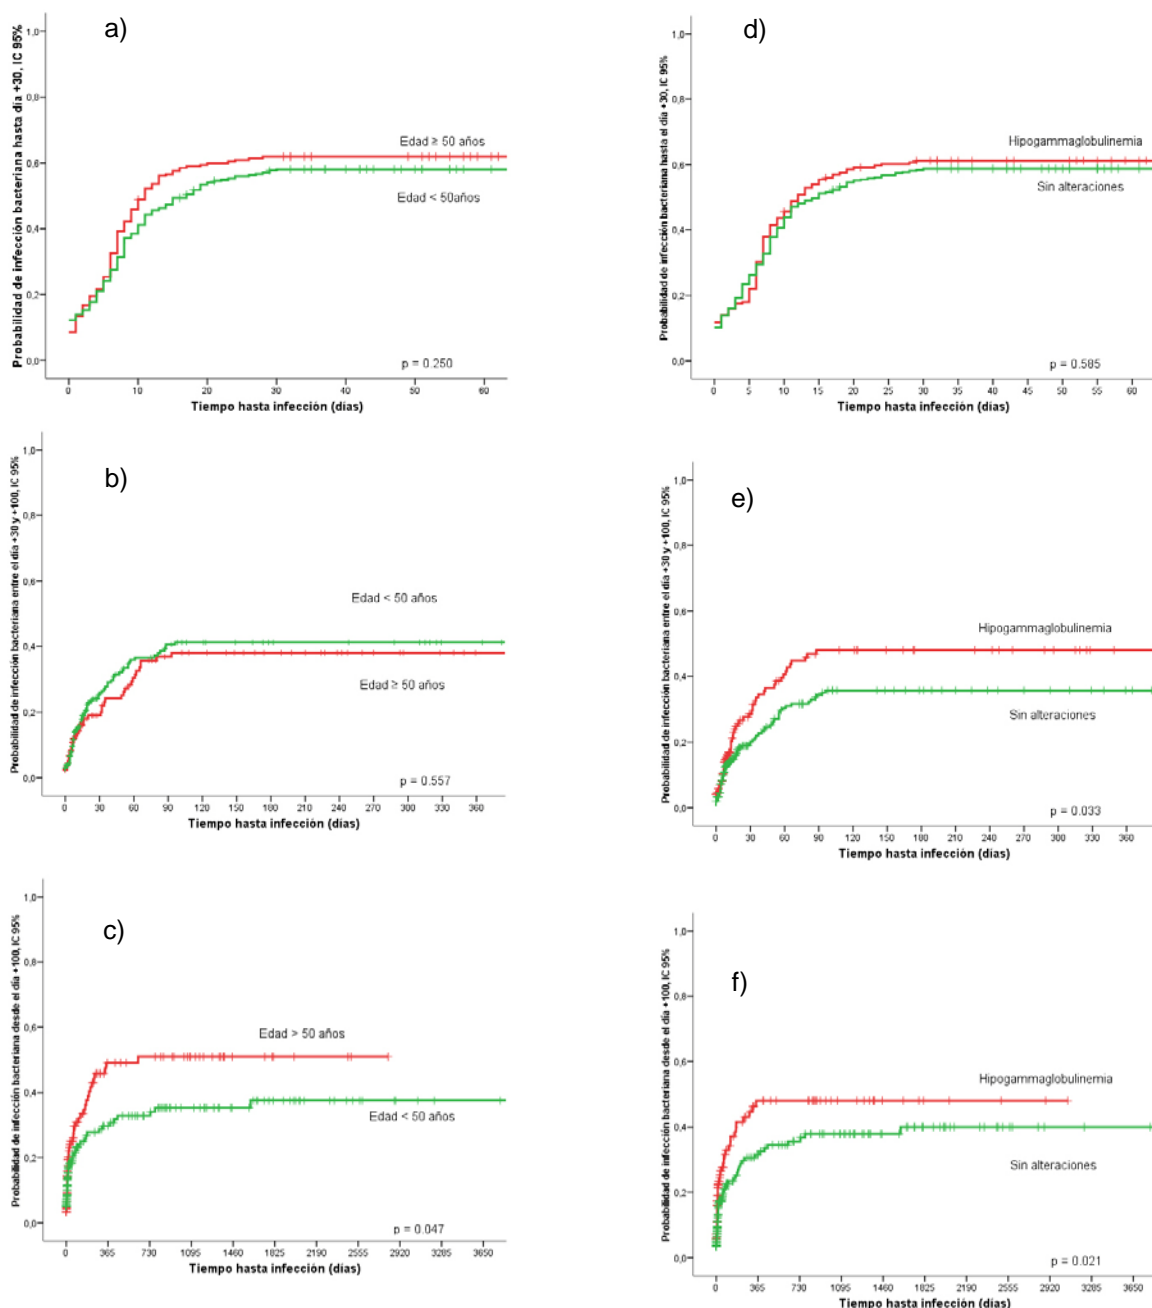 a)
Probabilidad de infección bacteriana hasta día +30, IC 95%
1,0
0,8
0,6
0,4
0,2
0,0
Edad ≥ 50 años
Edad < 50años
p = 0.250
0 10 20 30 40 50 60
Tiempo hasta infección (días)
d)
Probabilidad de infección bacteriana hasta el día +30, IC 95%
1,0
0,8
0,6
0,4
0,2
0,0
Hipogammaglobulinemia
Sin alteraciones
p = 0.585
0 5 10 15 20 25 30 35 40 45 50 55 60
Tiempo hasta infección (días)
b)
Probabilidad de infección bacteriana entre el día +30 y +100, IC 95%
1,0
0,8
0,6
0,4
0,2
0,0
Edad < 50 años
Edad ≥ 50 años
p = 0.557
0 30 60 90 120 150 180 210 240 270 300 330 360
Tiempo hasta infección (días)
e)
Probabilidad de infección bacteriana entre el día +30 y +100, IC 95%
1,0
0,8
0,6
0,4
0,2
0,0
Hipogammaglobulinemia
Sin alteraciones
p = 0.033
0 30 60 90 120 150 180 210 240 270 300 330 360
Tiempo hasta infección (días)
c)
Probabilidad de infección bacteriana desde el día +100, IC 95%
1,0
0,8
0,6
0,4
0,2
0,0
Edad > 50 años
Edad < 50 años
p = 0.047
0 365 730 1095 1460 1825 2190 2555 2920 3285 3650
Tiempo hasta infección (días)
f)
Probabilidad de infección bacteriana desde el día +100, IC 95%
1,0
0,8
0,6
0,4
0,2
0,0
Hipogammaglobulinemia
Sin alteraciones
p = 0.021
0 365 730 1095 1460 1825 2190 2555 2920 3285 3650
Tiempo hasta infección (días)